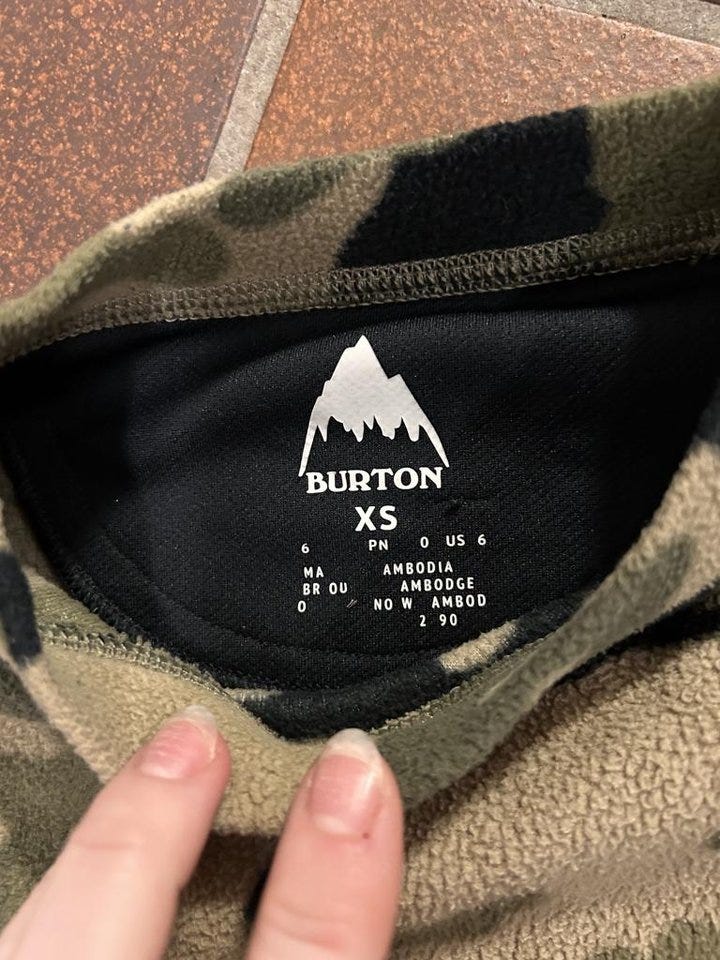 BURTON
XS
6 PN 0 US 6
MA AMBODIA
BR OU AMBODGE
0 NO W AMBOD
2 90